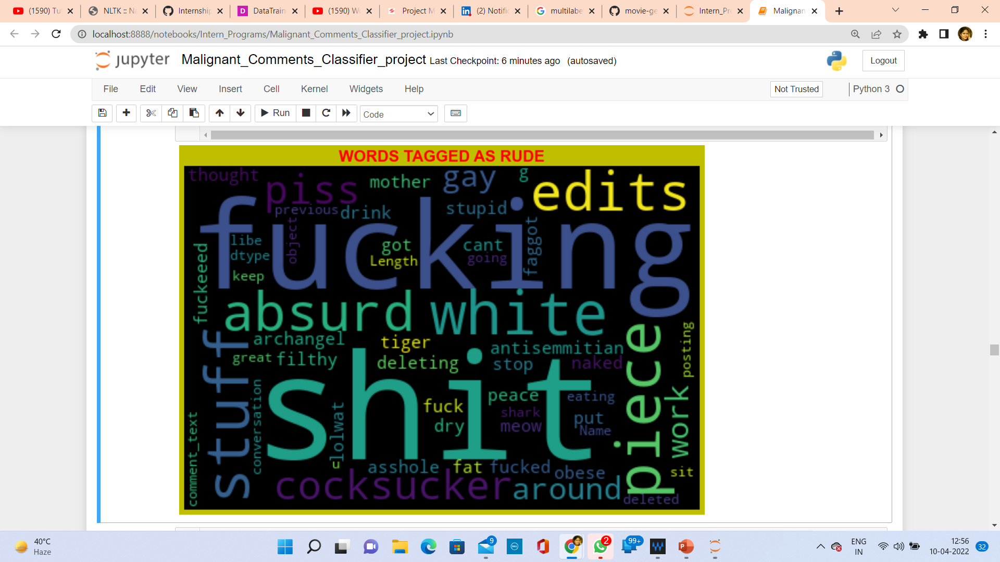 (1590) Tu
NLTK :: Na
Internship
DataTrain
(1590) Wo
Project M
(2) Notific
multilabe
movie-ge
Intern_Pro
Malignan
localhost:8888/notebooks/Intern_Programs/Malignant_Comments_Classifier_project.ipynb
jupyter
Malignant_Comments_Classifier_project Last Checkpoint: 6 minutes ago (autosaved)
Logout
File Edit View Insert Cell Kernel Widgets Help
Not Trusted
Python 3
Run
Code
WORDS TAGGED AS RUDE
thought
piss
mother
gay
g
edits
previous
drink
stupid
fucking
object
libe
dtype
got
Length
cant
going
faggot
keep
fuckeeed
absurd
white
archangel
tiger
antisemmitian
piece
posting
great
filthy
deleting
stop
naked
stuff
shit
conversation
lolwat
fuck
dry
peace
shark
meow
eating
put
Name
work
comment_text
u
asshole
fat
fucked
obese
sit
cocksucker
around
deleted
40°C
Haze
9
DELL
2
99+
ENG
IN
12:56
10-04-2022
32